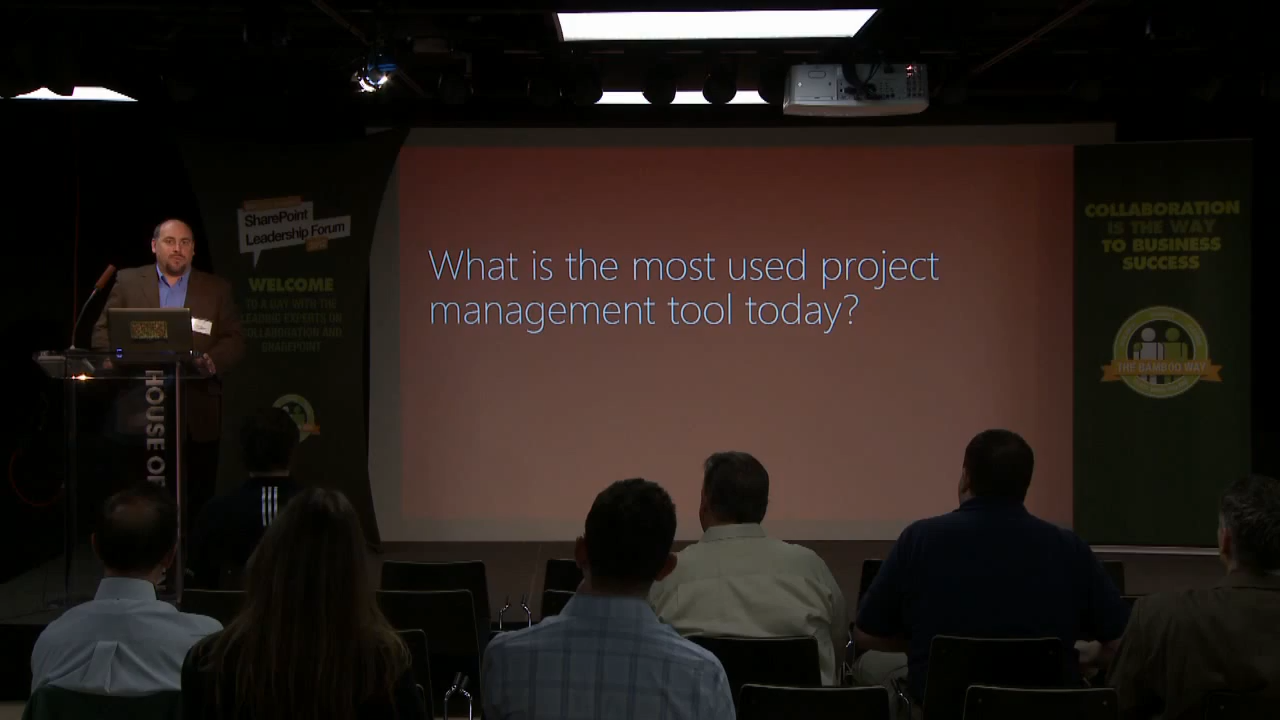 SharePoint
Leadership Forum
WELCOME
TO A DAY WITH THE
LEADING EXPERTS ON
COLLABORATION AND
SHAREPOINT
HOUSE OF
What is the most used project
management tool today?
COLLABORATION
IS THE WAY
TO BUSINESS
SUCCESS
THE BAMBOO WAY